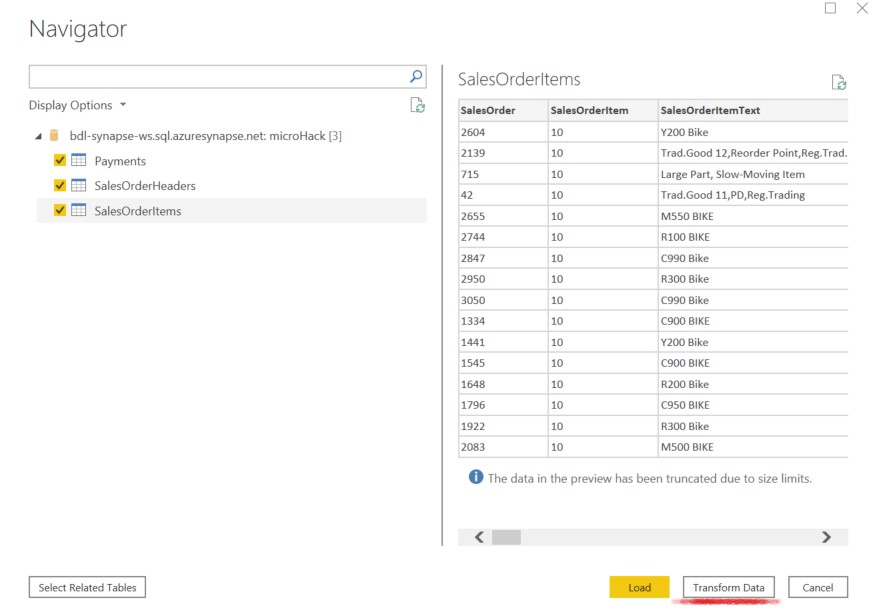 Navigator
Display Options
bdl-synapse-ws.sql.azuresynapse.net: microHack [3]
Payments
SalesOrderHeaders
SalesOrderItems
SalesOrderItems
SalesOrder SalesOrderItem SalesOrderItemText
2604 10 Y200 Bike
2139 10 Trad.Good 12,Reorder Point,Reg.Trad.
715 10 Large Part, Slow-Moving Item
42 10 Trad.Good 11,PD,Reg.Trading
2655 10 M550 BIKE
2744 10 R100 BIKE
2847 10 C990 Bike
2950 10 R300 Bike
3050 10 C990 Bike
1334 10 C900 BIKE
1441 10 Y200 Bike
1545 10 C900 BIKE
1648 10 R200 Bike
1796 10 C950 BIKE
1922 10 R300 Bike
2083 10 M500 BIKE
The data in the preview has been truncated due to size limits.
Select Related Tables
Load Transform Data Cancel